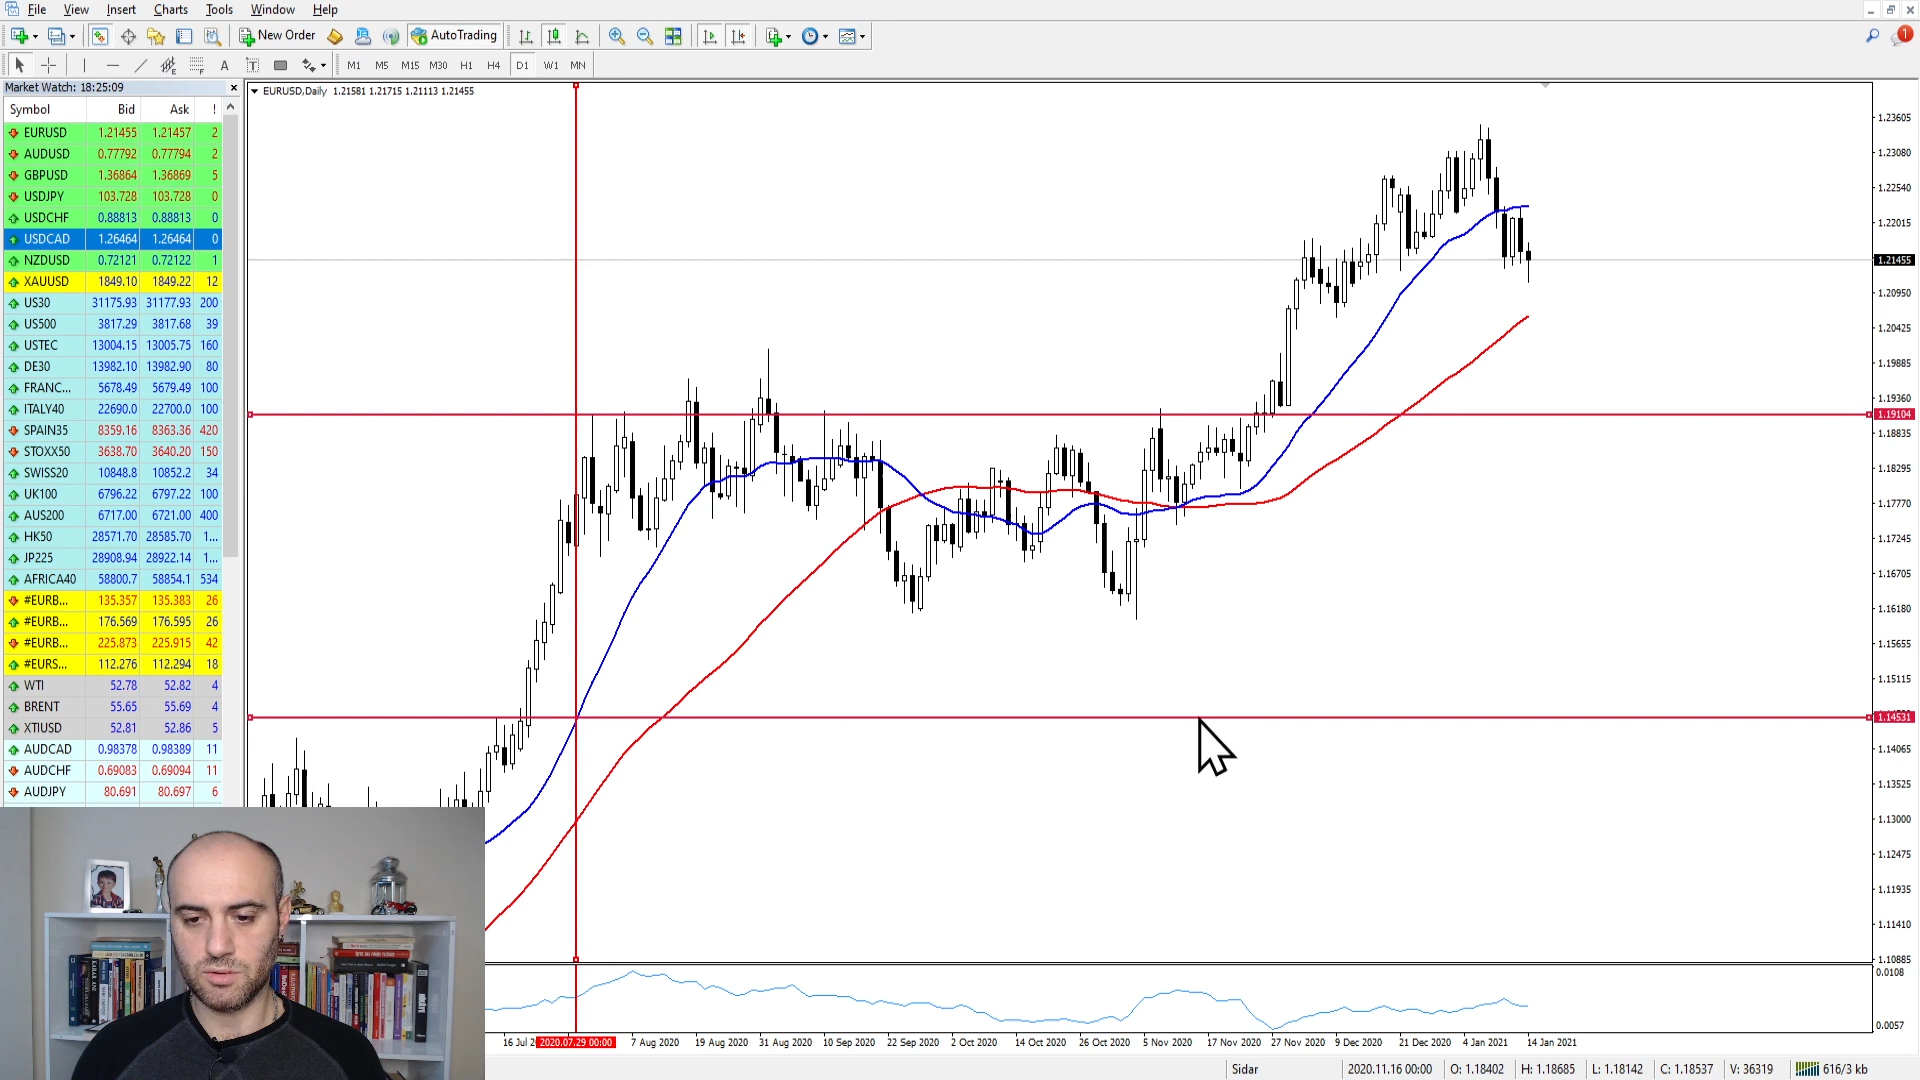 File View Insert Charts Tools Window Help
New Order AutoTrading
1
A T M1 M5 M15 M30 H1 H4 D1 W1 MN
Market Watch: 18:25:09
Symbol Bid Ask !
EURUSD 1.21455 1.21457 2
AUDUSD 0.77792 0.77794 2
GBPUSD 1.36864 1.36869 5
USDJPY 103.728 103.728 0
USDCHF 0.88813 0.88813 0
USDCAD 1.26464 1.26464 0
NZDUSD 0.72121 0.72122 1
XAUUSD 1849.10 1849.22 12
US30 31175.93 31177.93 200
US500 3817.29 3817.68 39
USTEC 13004.15 13005.75 160
DE30 13982.10 13982.90 80
FRANC... 5678.49 5679.49 100
ITALY40 22690.0 22700.0 100
SPAIN35 8359.16 8363.36 420
STOXX50 3638.70 3640.20 150
SWISS20 10848.8 10852.2 34
UK100 6796.22 6797.22 100
AUS200 6717.00 6721.00 400
HK50 28571.70 28585.70 1...
JP225 28908.94 28922.14 1...
AFRICA40 58800.7 58854.1 534
#EURB... 135.357 135.383 26
#EURB... 176.569 176.595 26
#EURB... 225.873 225.915 42
#EURS... 112.276 112.294 18
WTI 52.78 52.82 4
BRENT 55.65 55.69 4
XTIUSD 52.81 52.86 5
AUDCAD 0.98378 0.98389 11
AUDCHF 0.69083 0.69094 11
AUDJPY 80.691 80.697 6
EURUSD,Daily 1.21581 1.21715 1.21113 1.21455
1.23605
1.23080
1.22540
1.22015
1.21455
1.20950
1.20425
1.19885
1.19360
1.19104
1.18835
1.18295
1.17770
1.17245
1.16705
1.16180
1.15655
1.15115
1.14531
1.14065
1.13525
1.13000
1.12475
1.11935
1.11410
1.10885
0.0108
0.0057
16 Jul 2 2020.07.29 00:00 7 Aug 2020 19 Aug 2020 31 Aug 2020 10 Sep 2020 22 Sep 2020 2 Oct 2020 14 Oct 2020 26 Oct 2020 5 Nov 2020 17 Nov 2020 27 Nov 2020 9 Dec 2020 21 Dec 2020 4 Jan 2021 14 Jan 2021
Sidar 2020.11.16 00:00 O: 1.18402 H: 1.18685 L: 1.18142 C: 1.18537 V: 36319 616/3 kb